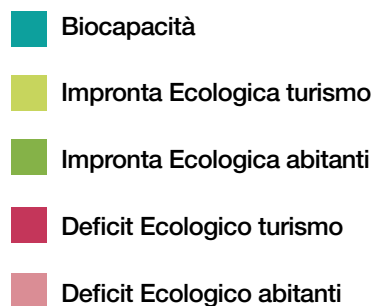 Biocapacità
Impronta Ecologica turismo
Impronta Ecologica abitanti
Deficit Ecologico turismo
Deficit Ecologico abitanti